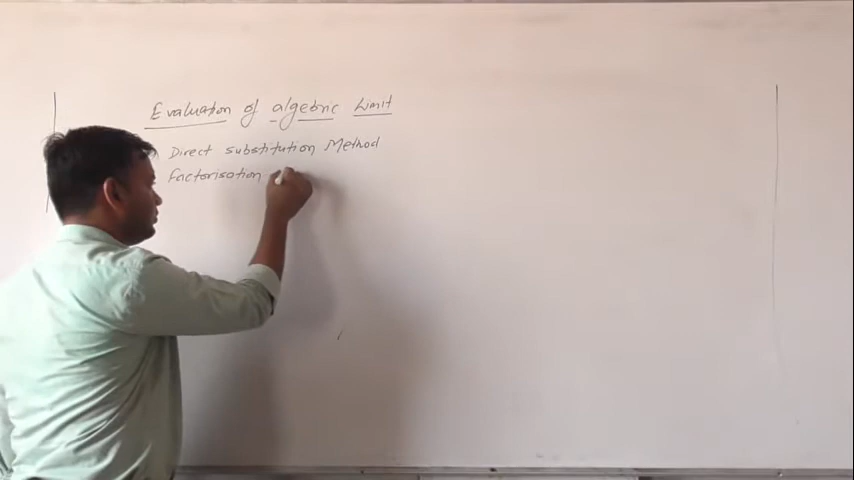 Evaluation of algebric Limit
Direct substitution Method
Factorisation